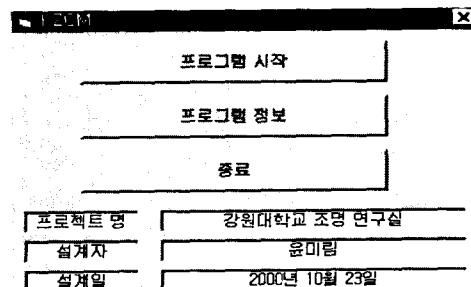 프로그램 시작
프로그램 정보
종료
프로젝트 명 강원대학교 조명 연구실
설계자 윤미림
설계일 2000년 10월 23일